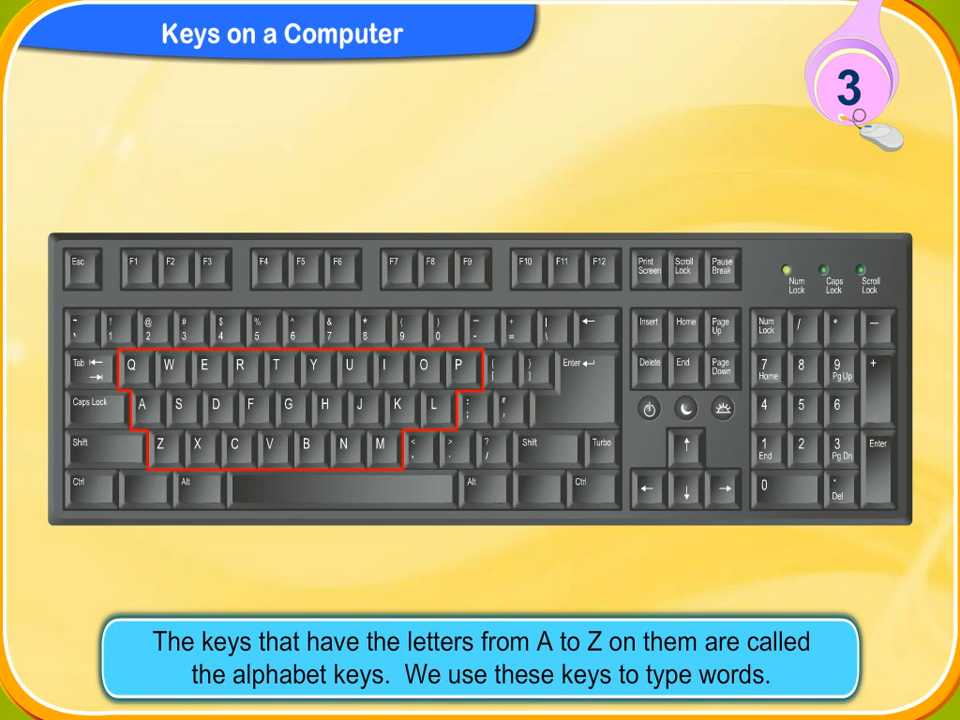 Keys on a Computer
3
Esc F1 F2 F3 F4 F5 F6 F7 F8 F9 F10 F11 F12 Print Screen Scroll Lock Pause Break
Num Lock Caps Lock Scroll Lock
~ ! @ # $ % ^ & * ( ) – + |
` 1 2 3 4 5 6 7 8 9 0 - = \ ←
Insert Home Page Up Num Lock / * —
Tab Q W E R T Y U I O P { } Enter
[ ]
Delete End Page Down 7 Home 8 9 Pg Up +
Caps Lock A S D F G H J K L : ;
4 5 6
Shift Z X C V B N M < , > . ? / Shift Turbo
↑ 1 End 2 3 Pg Dn Enter
Ctrl Alt Alt Ctrl ← ↓ → 0 . Del
The keys that have the letters from A to Z on them are called
the alphabet keys. We use these keys to type words.